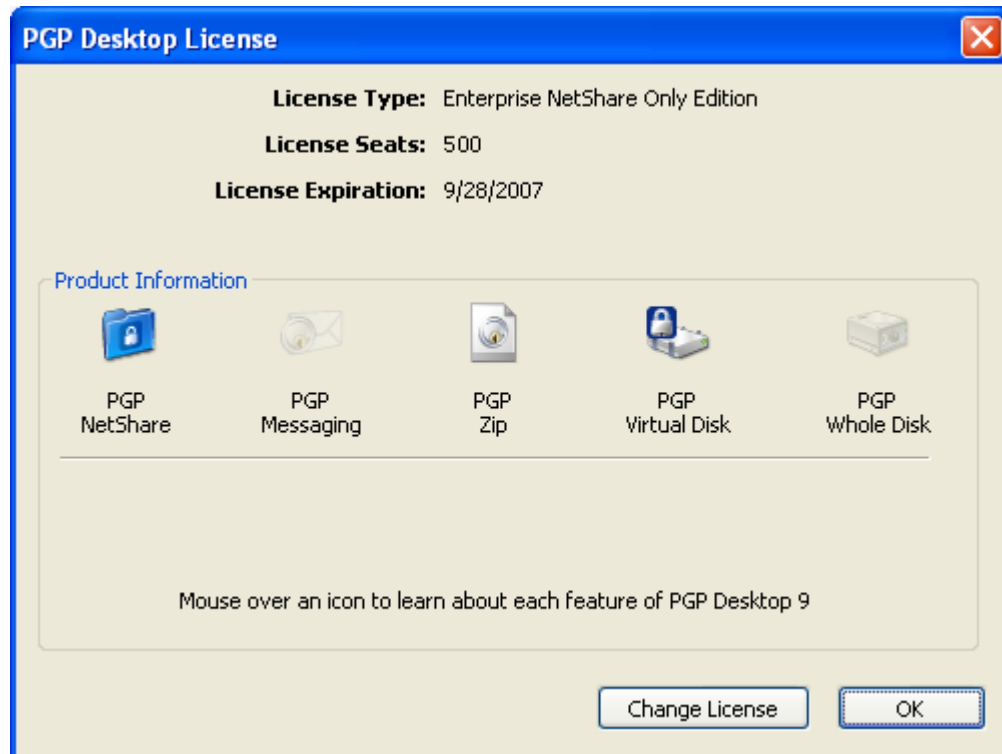 PGP Desktop License
License Type: Enterprise NetShare Only Edition
License Seats: 500
License Expiration: 9/28/2007
Product Information
PGP NetShare
PGP Messaging
PGP Zip
PGP Virtual Disk
PGP Whole Disk
Mouse over an icon to learn about each feature of PGP Desktop 9
Change License
OK